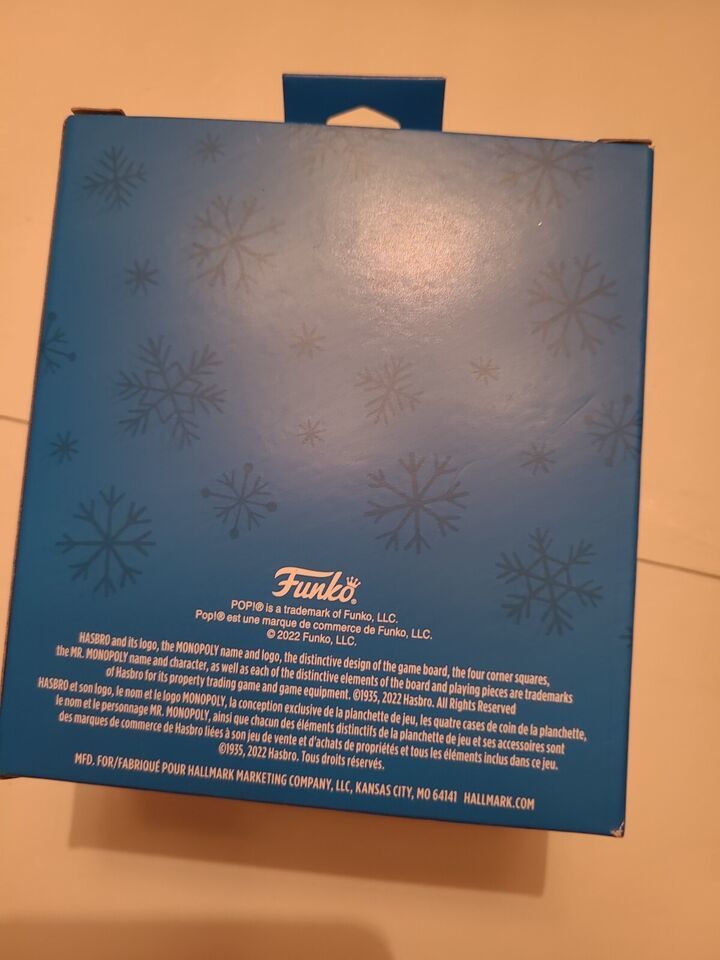 Funko®
POP!® is a trademark of Funko, LLC.
Pop!® est une marque de commerce de Funko, LLC.
© 2022 Funko, LLC.
HASBRO and its logo, the MONOPOLY name and logo, the distinctive design of the game board, the four corner squares,
the MR. MONOPOLY name and character, as well as each of the distinctive elements of the board and playing pieces are trademarks
of Hasbro for its property trading game and game equipment. ©1935, 2022 Hasbro. All Rights Reserved
HASBRO et son logo, le nom et le logo MONOPOLY, la conception exclusive de la planchette de jeu, les quatre cases de coin de la planchette,
le nom et le personnage MR. MONOPOLY, ainsi que chacun des éléments distinctifs de la planchette de jeu et ses accessoires sont
des marques de commerce de Hasbro liées à son jeu de vente et d'achats de propriétés et tous les éléments inclus dans ce jeu.
©1935, 2022 Hasbro. Tous droits réservés.
MFD. FOR/FABRIQUÉ POUR HALLMARK MARKETING COMPANY, LLC, KANSAS CITY, MO 64141 HALLMARK.COM